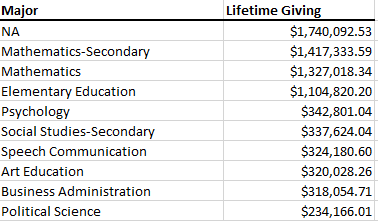 Major Lifetime Giving
NA $1,740,092.53
Mathematics-Secondary $1,417,333.59
Mathematics $1,327,018.34
Elementary Education $1,104,820.20
Psychology $342,801.04
Social Studies-Secondary $337,624.04
Speech Communication $324,180.60
Art Education $320,028.26
Business Administration $318,054.71
Political Science $234,166.01